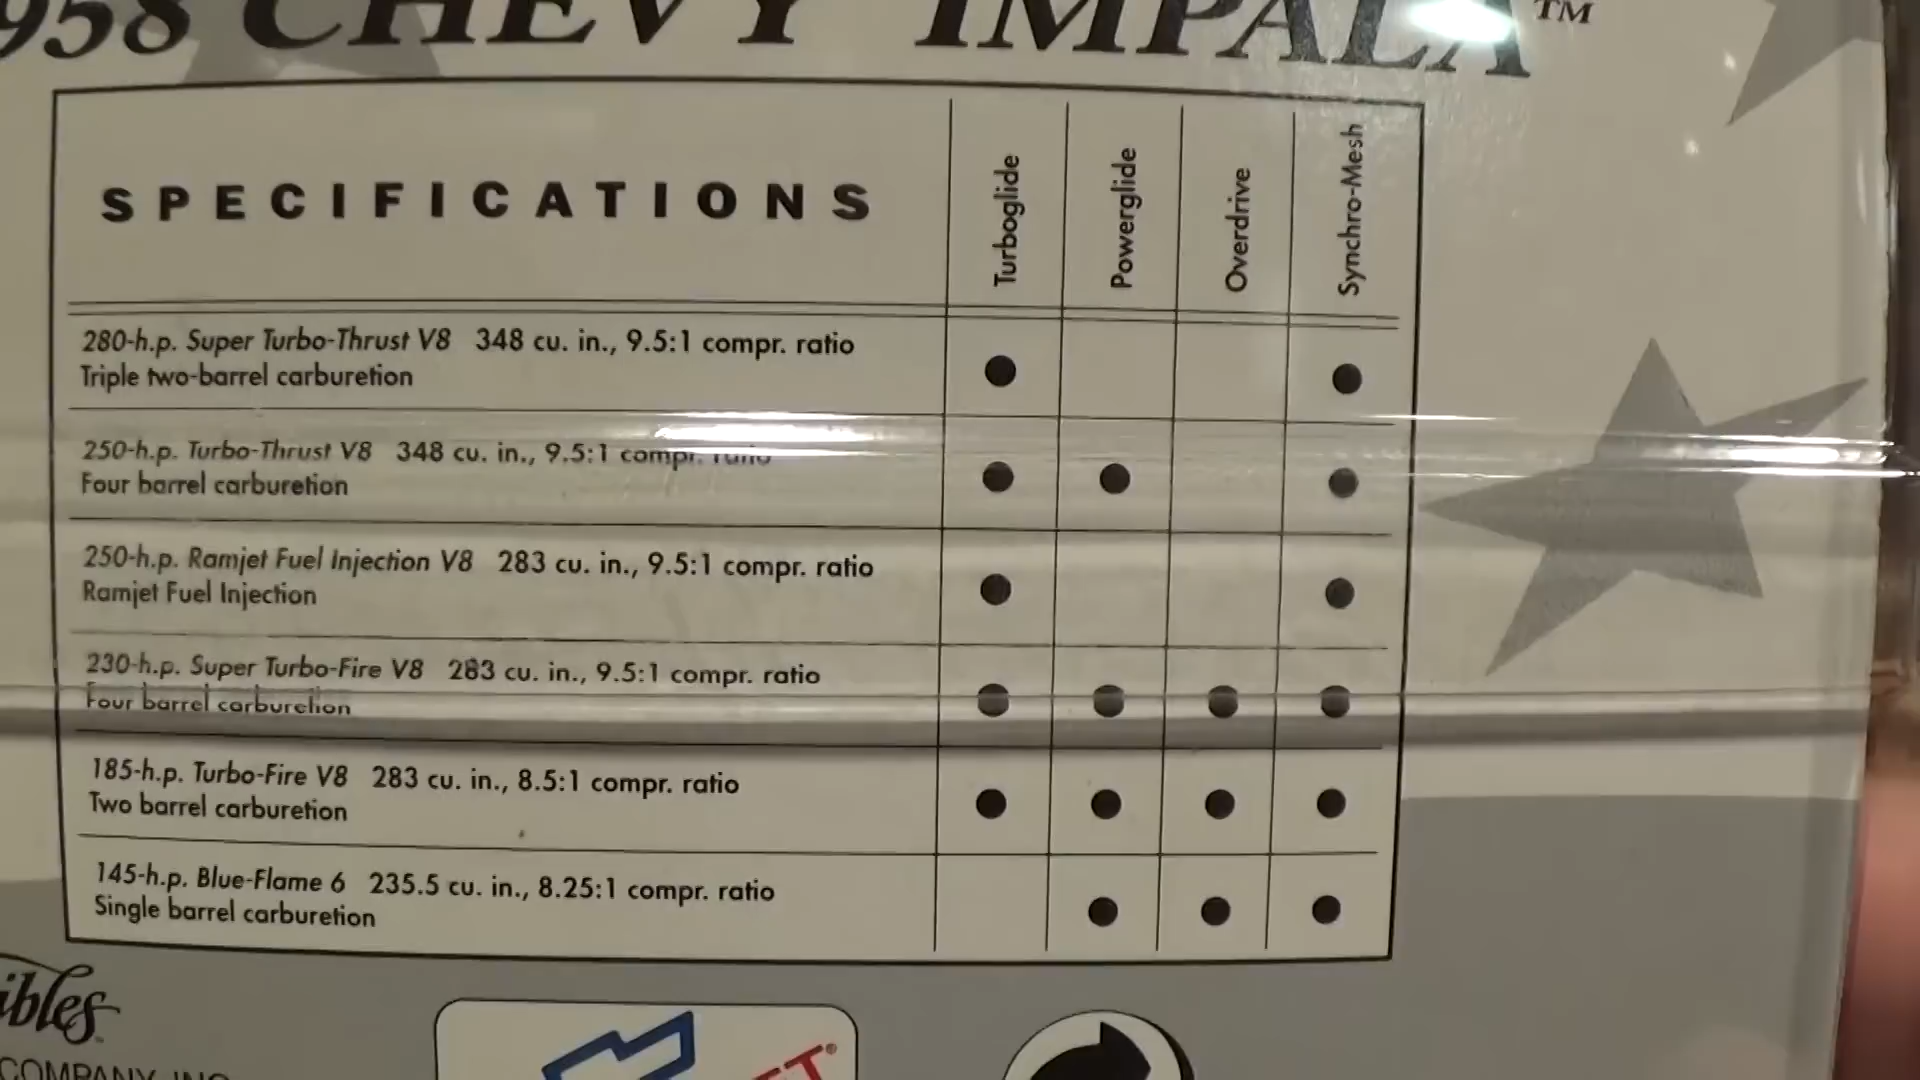 958 CHEVY IMPALA™
SPECIFICATIONS
Turboglide
Powerglide
Overdrive
Synchro-Mesh
280-h.p. Super Turbo-Thrust V8 348 cu. in., 9.5:1 compr. ratio
Triple two-barrel carburetion
250-h.p. Turbo-Thrust V8 348 cu. in., 9.5:1 compr. ratio
Four barrel carburetion
250-h.p. Ramjet Fuel Injection V8 283 cu. in., 9.5:1 compr. ratio
Ramjet Fuel Injection
230-h.p. Super Turbo-Fire V8 283 cu. in., 9.5:1 compr. ratio
Four barrel carburetion
185-h.p. Turbo-Fire V8 283 cu. in., 8.5:1 compr. ratio
Two barrel carburetion
145-h.p. Blue-Flame 6 235.5 cu. in., 8.25:1 compr. ratio
Single barrel carburetion
ibles
COMPANY, INC
ET®